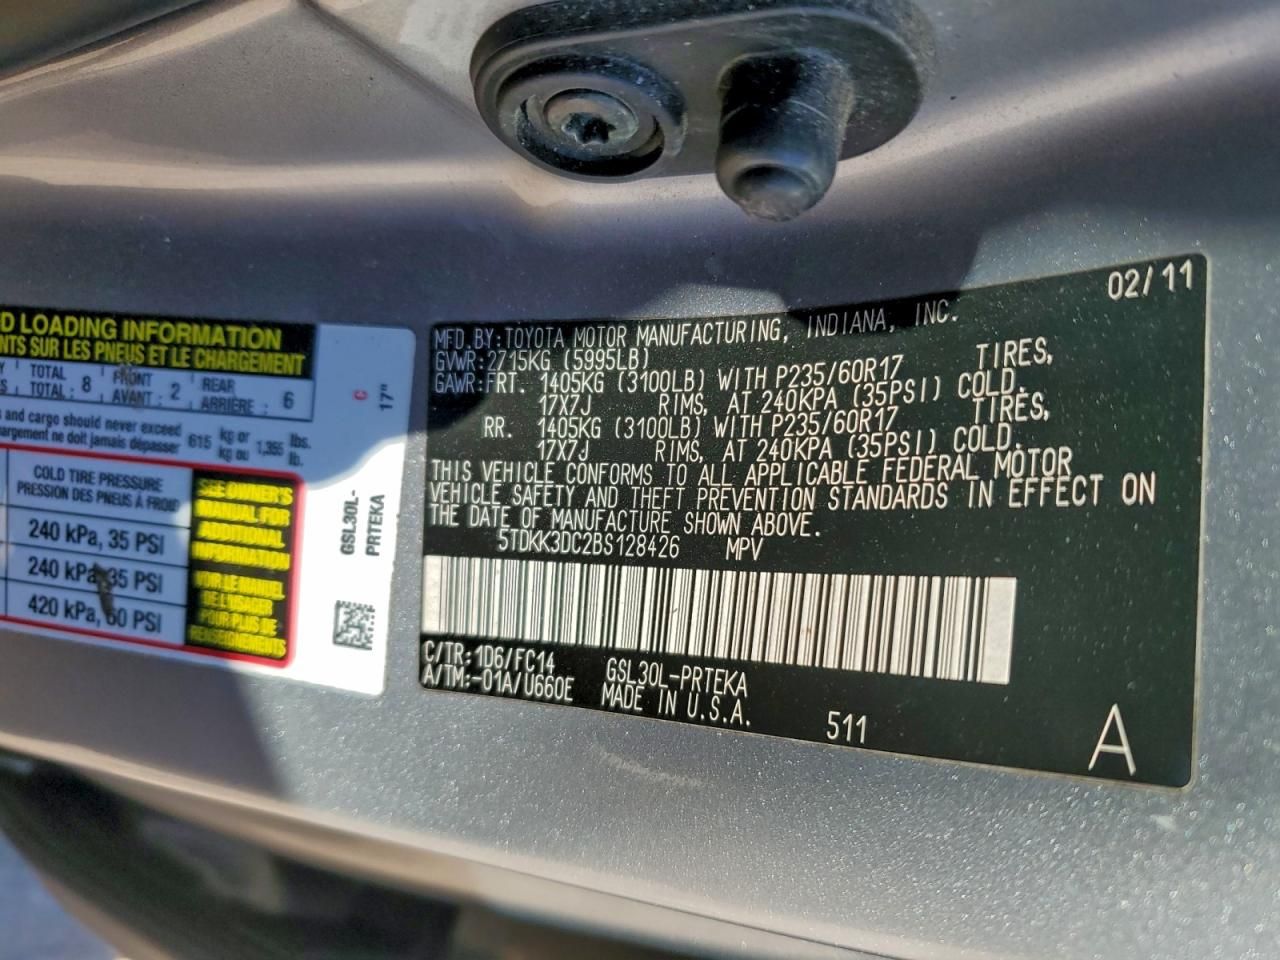 D LOADING INFORMATION
NTS SUR LES PNEUS ET LE CHARGEMENT
TOTAL 8 FRONT 2 REAR 6
TOTAL : AVANT : ARRIÈRE :
s and cargo should never exceed 615 kg or 1,355 lbs.
argement ne doit jamais dépasser kg ou lb.
COLD TIRE PRESSURE
PRESSION DES PNEUS À FROID
240 kPa, 35 PSI
240 kPa, 35 PSI
420 kPa, 60 PSI
SEE OWNER'S
MANUAL FOR
ADDITIONAL
INFORMATION
VOIR LE MANUEL
DE L'USAGER
POUR PLUS DE
RENSEIGNEMENTS
C
17"
GSL30L-
PRTEKA
02/11
MFD.BY:TOYOTA MOTOR MANUFACTURING, INDIANA, INC.
GVWR:2715KG (5995LB)
GAWR:FRT. 1405KG (3100LB) WITH P235/60R17 TIRES,
17X7J RIMS, AT 240KPA (35PSI) COLD.
RR. 1405KG (3100LB) WITH P235/60R17 TIRES,
17X7J RIMS, AT 240KPA (35PSI) COLD.
THIS VEHICLE CONFORMS TO ALL APPLICABLE FEDERAL MOTOR
VEHICLE SAFETY AND THEFT PREVENTION STANDARDS IN EFFECT ON
THE DATE OF MANUFACTURE SHOWN ABOVE.
5TDKK3DC2BS128426 MPV
C/TR:1D6/FC14 GSL30L-PRTEKA
A/TM:-01A/U660E MADE IN U.S.A.
511
A